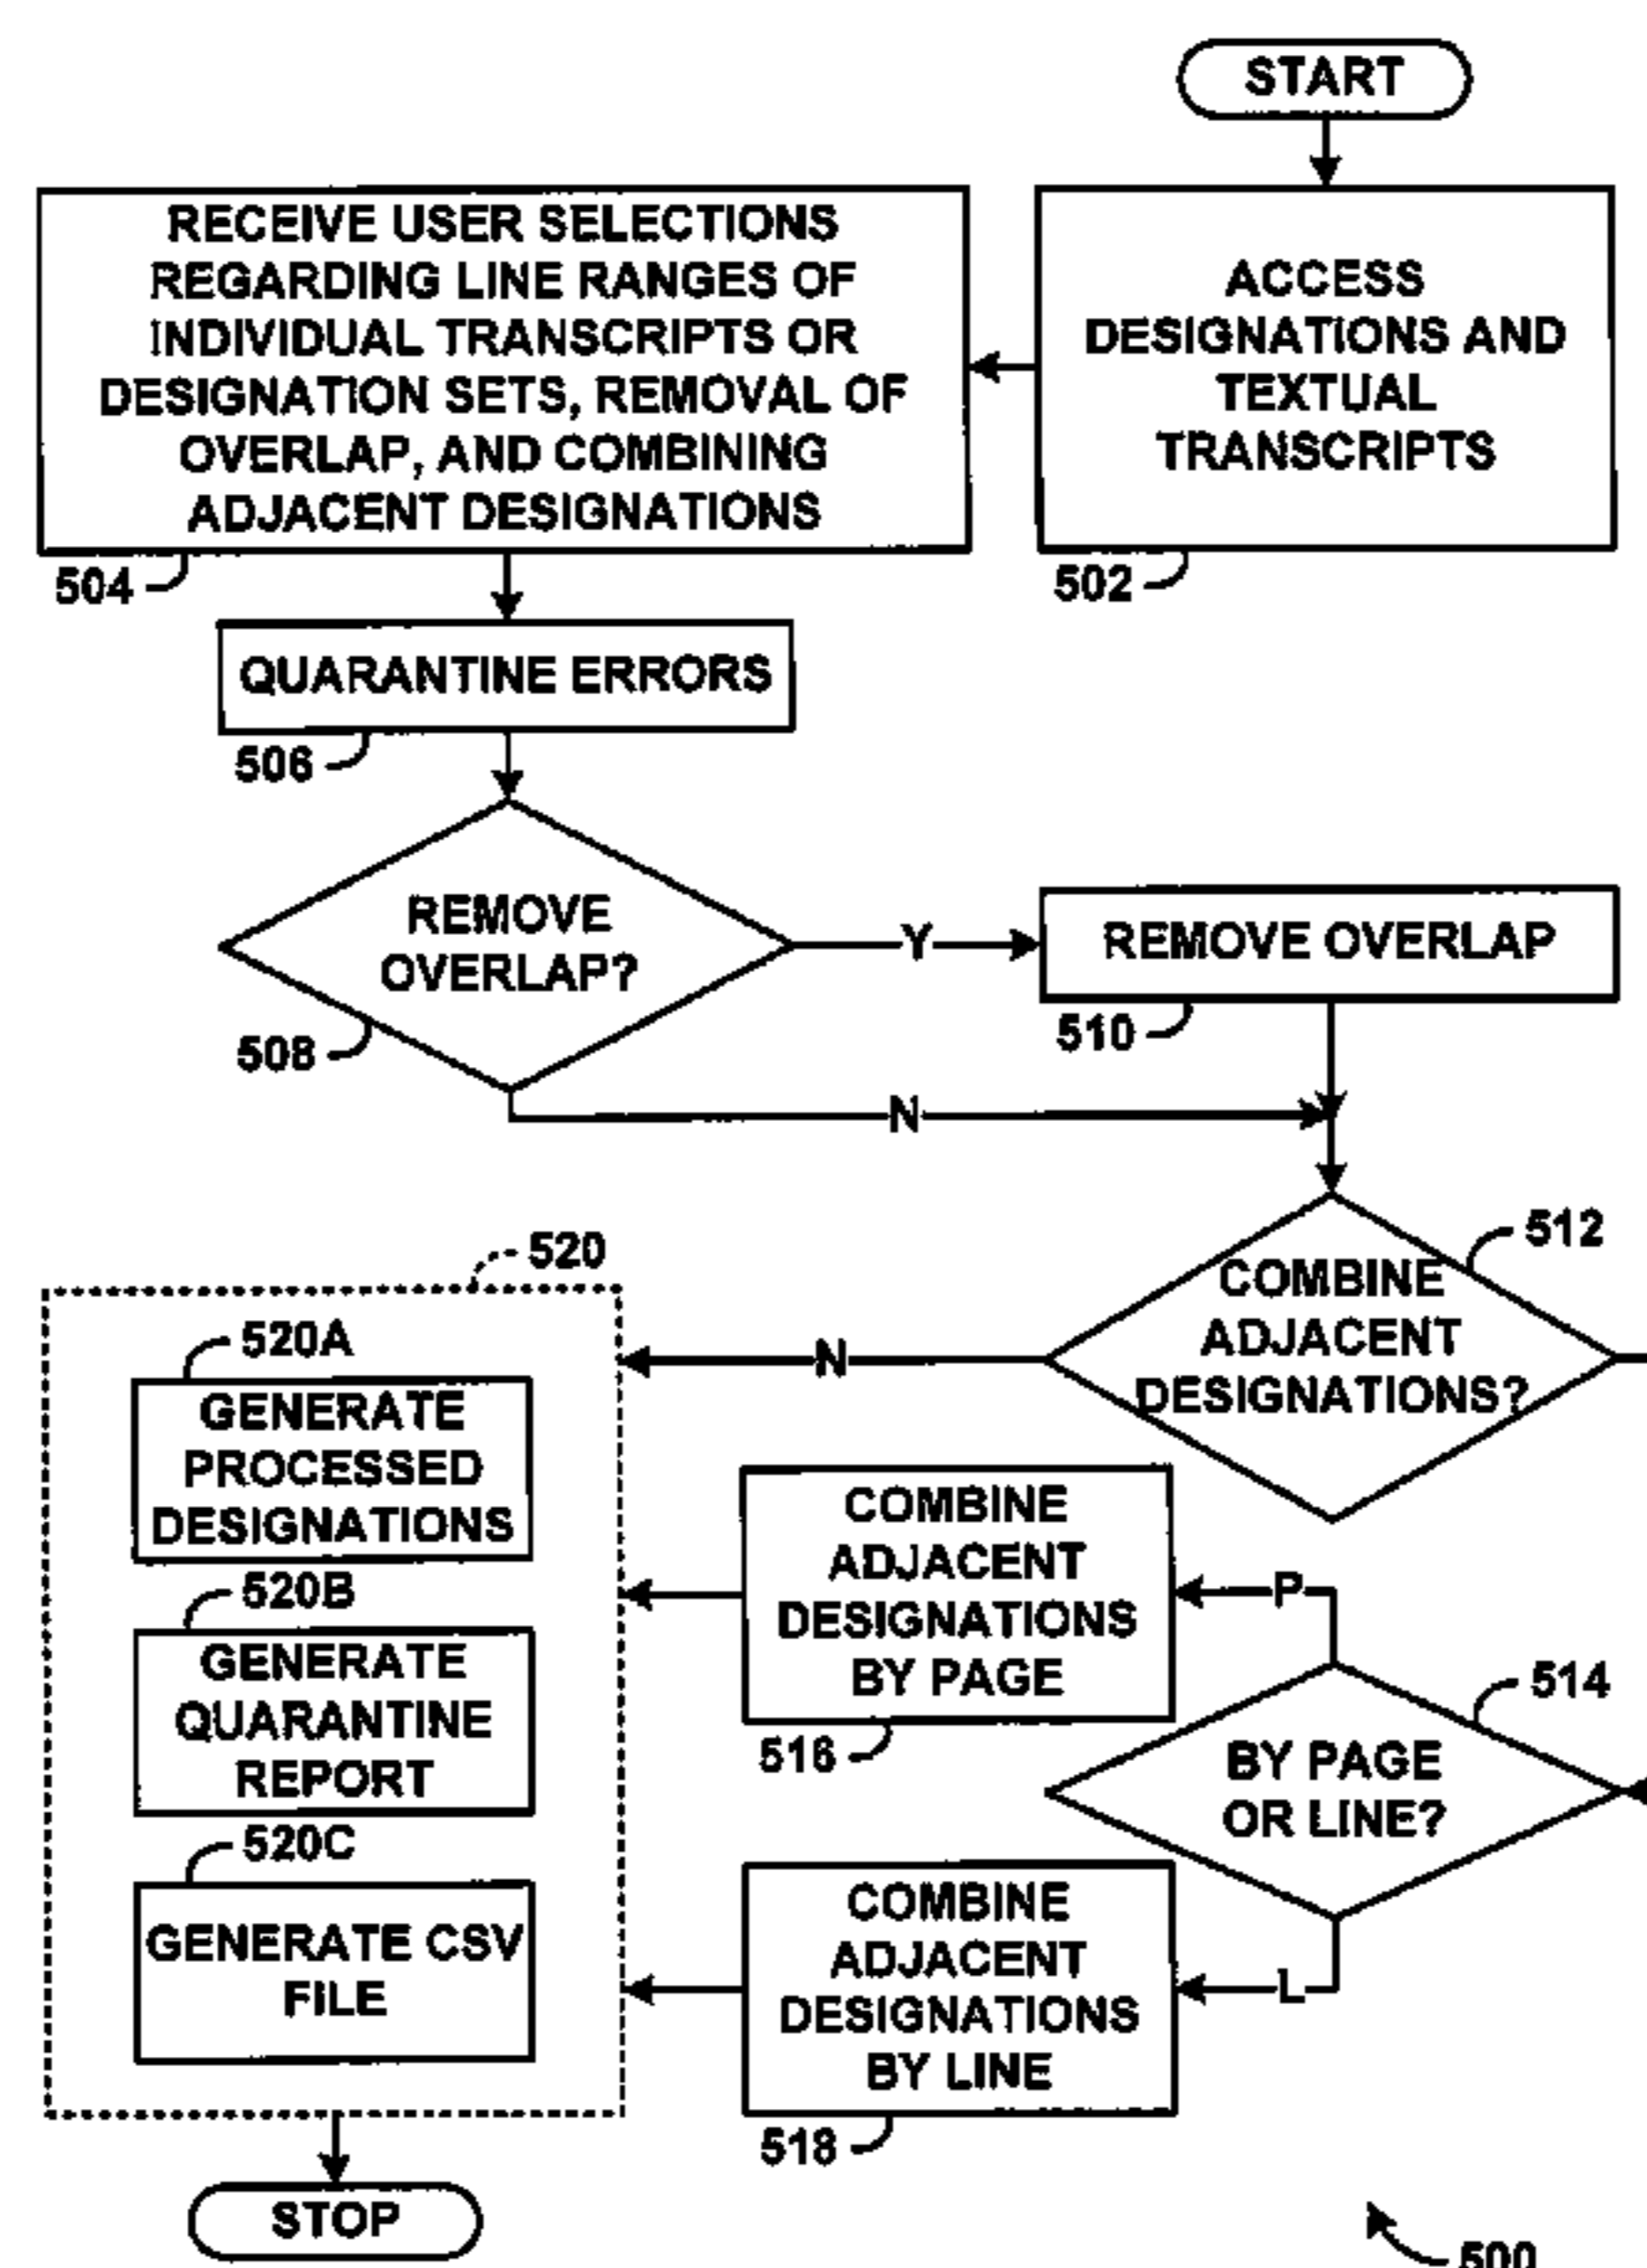 START
ACCESS
DESIGNATIONS AND
TEXTUAL
TRANSCRIPTS
502
RECEIVE USER SELECTIONS
REGARDING LINE RANGES OF
INDIVIDUAL TRANSCRIPTS OR
DESIGNATION SETS, REMOVAL OF
OVERLAP, AND COMBINING
ADJACENT DESIGNATIONS
504
QUARANTINE ERRORS
506
REMOVE
OVERLAP?
508
Y
REMOVE OVERLAP
510
N
COMBINE
ADJACENT
DESIGNATIONS?
512
N
BY PAGE
OR LINE?
514
P
COMBINE
ADJACENT
DESIGNATIONS
BY PAGE
516
L
COMBINE
ADJACENT
DESIGNATIONS
BY LINE
518
520
520A
GENERATE
PROCESSED
DESIGNATIONS
520B
GENERATE
QUARANTINE
REPORT
520C
GENERATE CSV
FILE
STOP
500